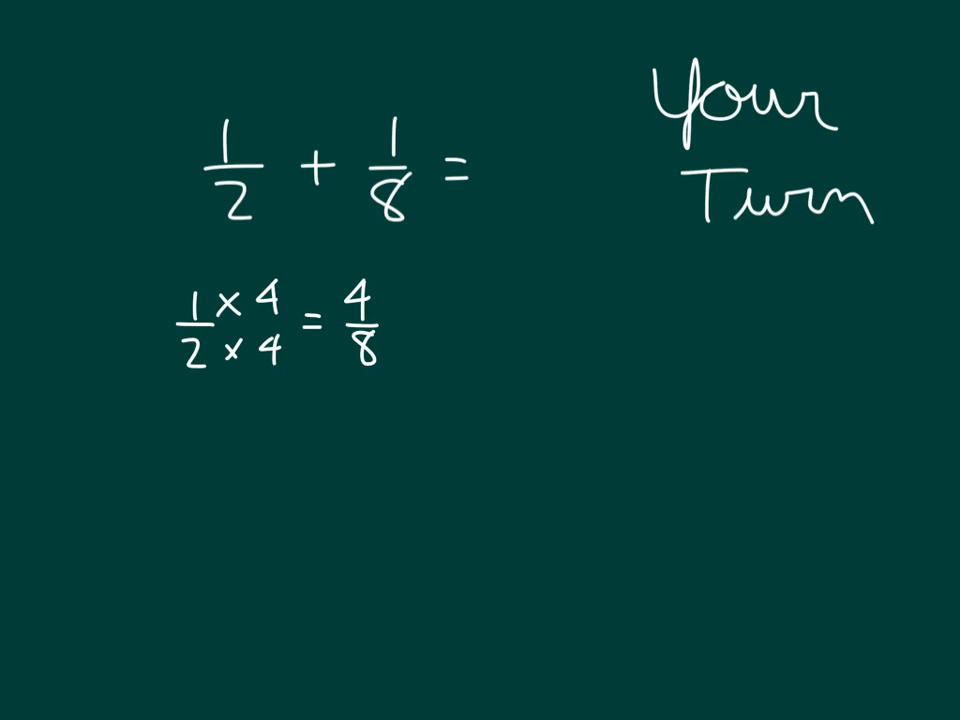 Your
Turn
1/2 + 1/8 =
1/2 × 4/4 = 4/8